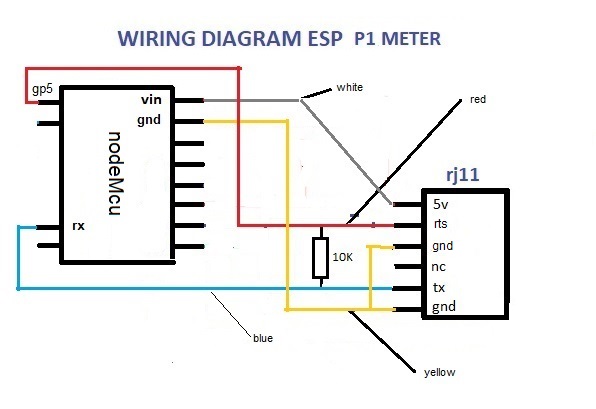 WIRING DIAGRAM ESP P1 METER
gp5
vin
gnd
nodeMcu
rx
white
red
rj11
5v
rts
gnd
nc
tx
gnd
10K
blue
yellow